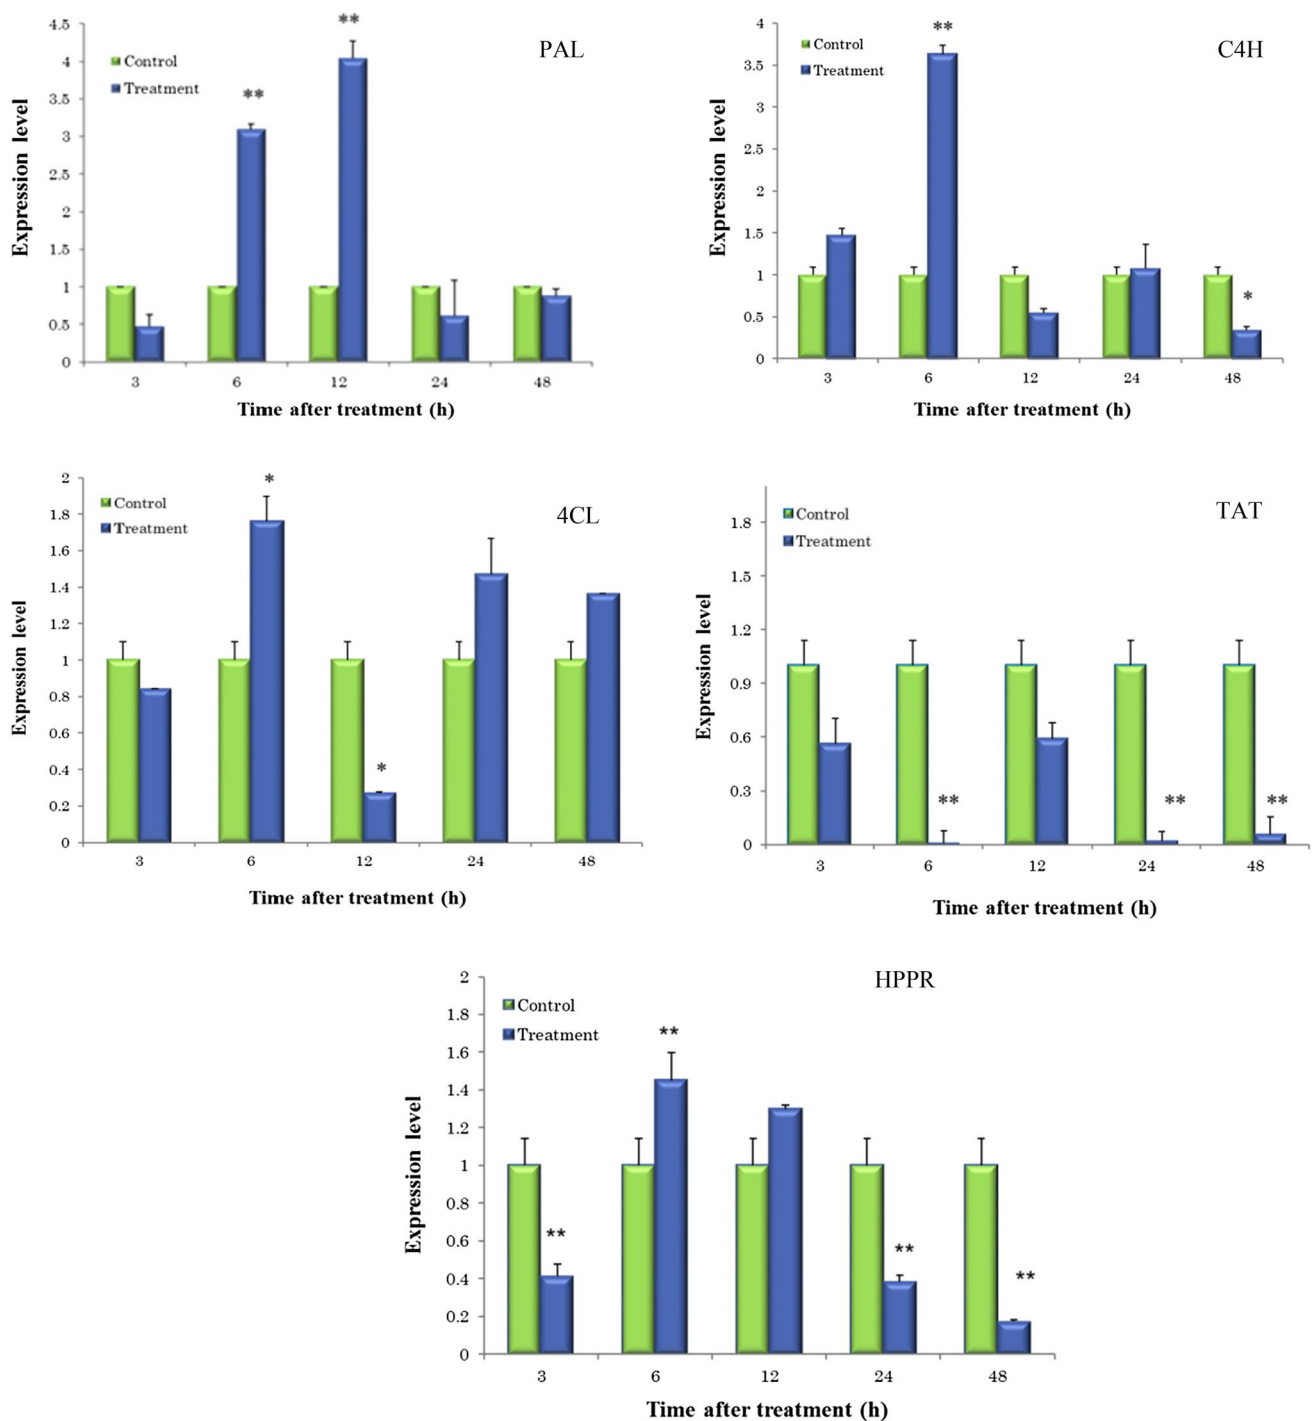 PAL
4.5
4
3.5
3
2.5
2
1.5
1
0.5
0
Expression level
Control
Treatment
**
**
3 6 12 24 48
Time after treatment (h)
C4H
4
3.5
3
2.5
2
1.5
1
0.5
0
Expression level
Control
Treatment
**
*
3 6 12 24 48
Time after treatment (h)
4CL
2
1.8
1.6
1.4
1.2
1
0.8
0.6
0.4
0.2
0
Expression level
Control
Treatment
*
*
3 6 12 24 48
Time after treatment (h)
TAT
1.8
1.5
1.2
0.9
0.6
0.3
0
Expression level
Control
Treatment
** ** **
3 6 12 24 48
Time after treatment (h)
HPPR
2
1.8
1.6
1.4
1.2
1
0.8
0.6
0.4
0.2
0
Expression level
Control
Treatment
**
**
**
**
3 6 12 24 48
Time after treatment (h)